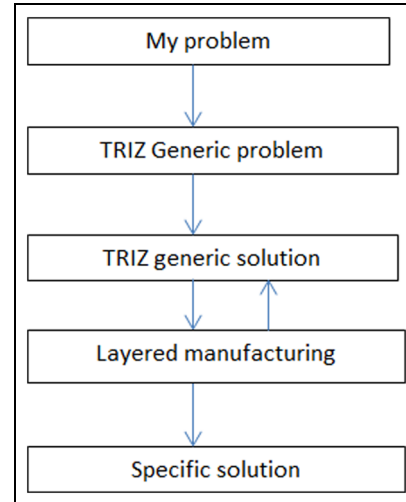 My problem
TRIZ Generic problem
TRIZ generic solution
Layered manufacturing
Specific solution